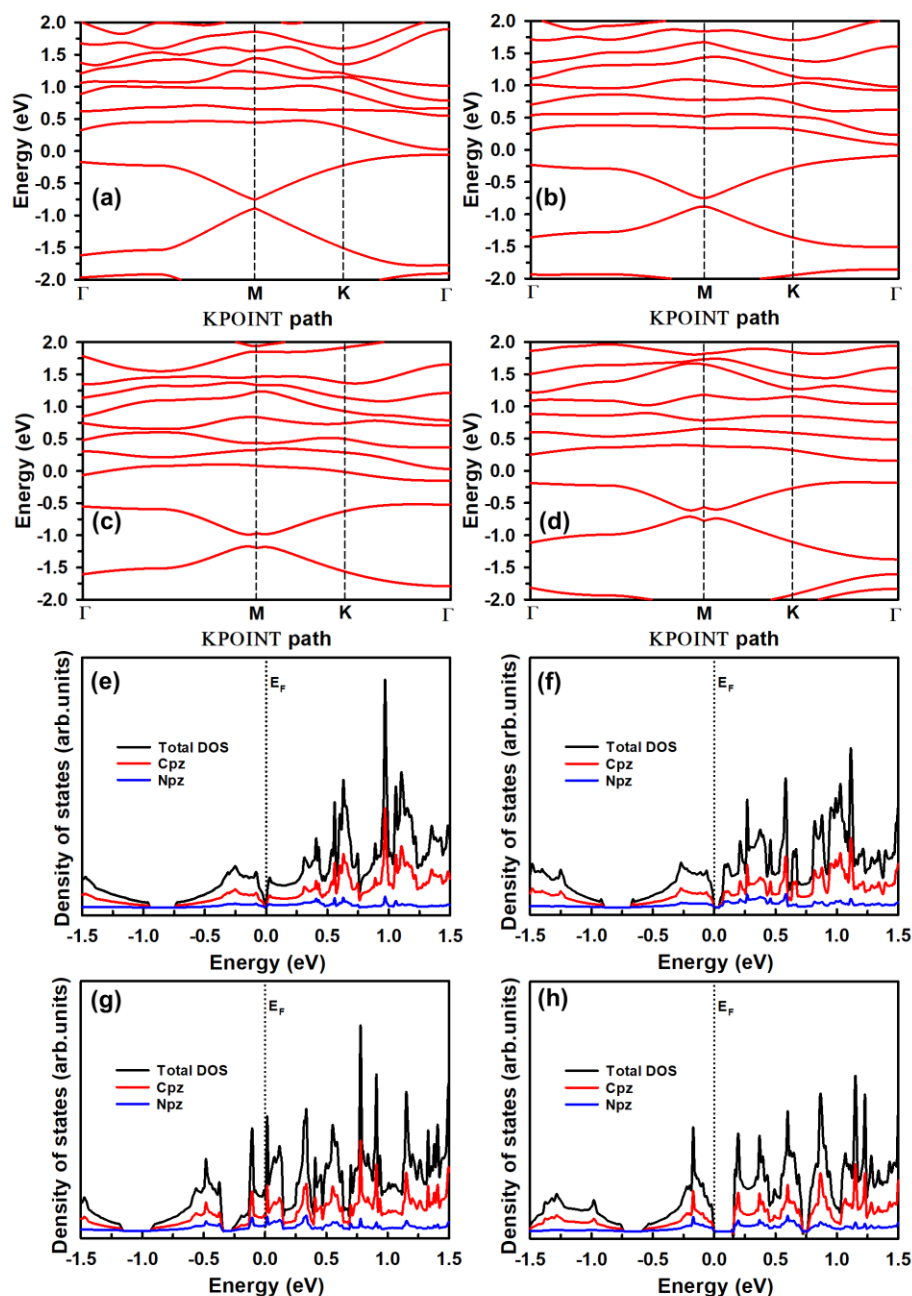 2.0
1.5
1.0
0.5
0.0
-0.5
-1.0
-1.5
-2.0
Energy (eV)
(a)
Γ M K Γ
KPOINT path
2.0
1.5
1.0
0.5
0.0
-0.5
-1.0
-1.5
-2.0
Energy (eV)
(b)
Γ M K Γ
KPOINT path
2.0
1.5
1.0
0.5
0.0
-0.5
-1.0
-1.5
-2.0
Energy (eV)
(c)
Γ M K Γ
KPOINT path
2.0
1.5
1.0
0.5
0.0
-0.5
-1.0
-1.5
-2.0
Energy (eV)
(d)
Γ M K Γ
KPOINT path
Density of states (arb.units)
(e)
E_F
Total DOS
Cpz
Npz
-1.5 -1.0 -0.5 0.0 0.5 1.0 1.5
Energy (eV)
Density of states (arb.units)
(f)
E_F
Total DOS
Cpz
Npz
-1.5 -1.0 -0.5 0.0 0.5 1.0 1.5
Energy (eV)
Density of states (arb.units)
(g)
E_F
Total DOS
Cpz
Npz
-1.5 -1.0 -0.5 0.0 0.5 1.0 1.5
Energy (eV)
Density of states (arb.units)
(h)
E_F
Total DOS
Cpz
Npz
-1.5 -1.0 -0.5 0.0 0.5 1.0 1.5
Energy (eV)